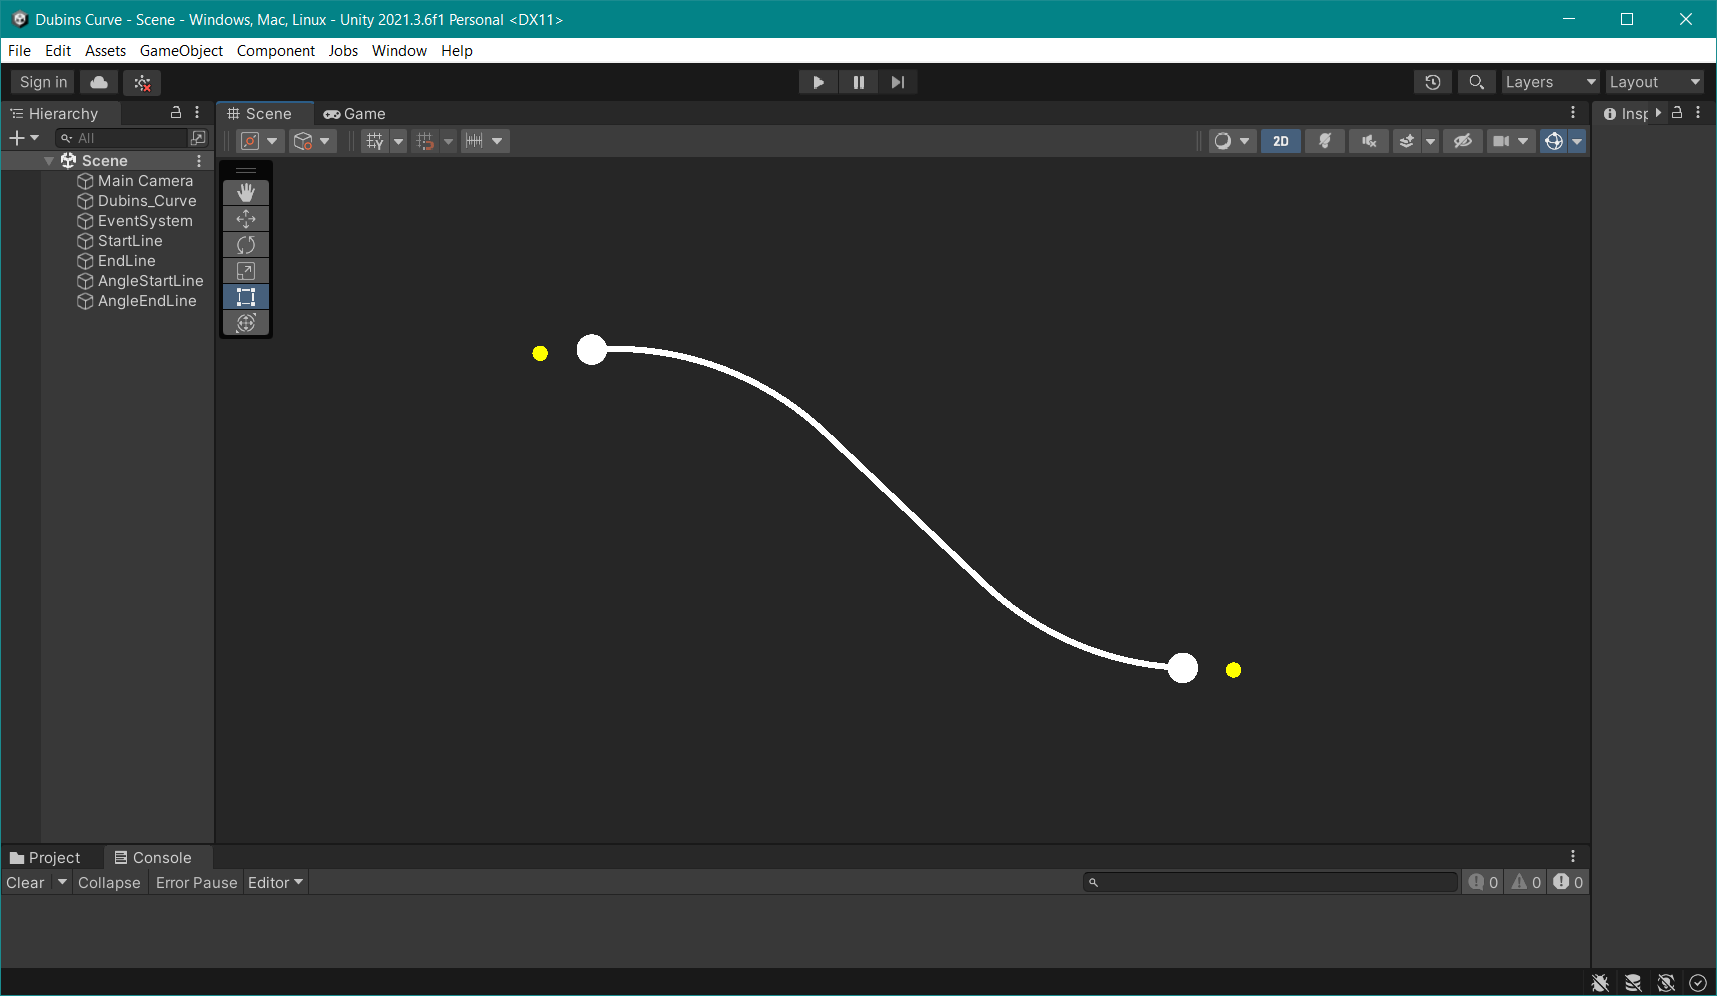 Dubins Curve - Scene - Windows, Mac, Linux - Unity 2021.3.6f1 Personal <DX11>
File Edit Assets GameObject Component Jobs Window Help
Sign in Layers Layout
Hierarchy Scene Game Insp
All 2D
Scene
Main Camera
Dubins_Curve
EventSystem
StartLine
EndLine
AngleStartLine
AngleEndLine
Project Console
Clear Collapse Error Pause Editor 0 0 0